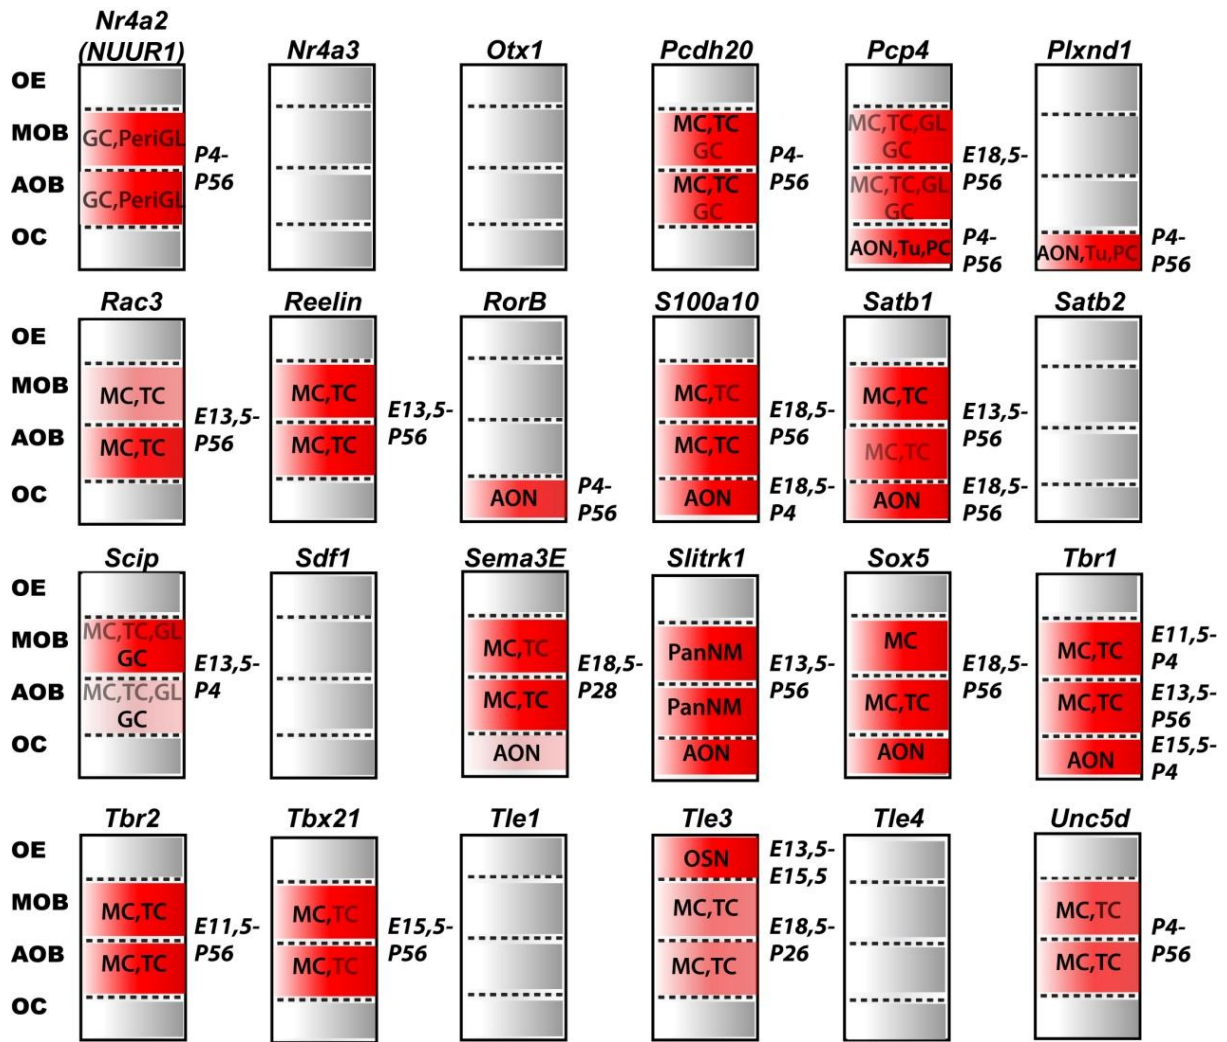 Nr4a2
(NUUR1) Nr4a3 Otx1 Pcdh20 Pcp4 Plxnd1
OE
MOB GC,PeriGL MC,TC GC MC,TC,GL GC
P4-P56 P4-P56 E18,5-P56
AOB GC,PeriGL MC,TC GC MC,TC,GL GC
OC AON,Tu,PC P4-P56 AON,Tu,PC P4-P56
Rac3 Reelin RorB S100a10 Satb1 Satb2
OE
MOB MC,TC MC,TC MC,TC MC,TC
E13,5-P56 E13,5-P56 E18,5-P56 E13,5-P56
AOB MC,TC MC,TC MC,TC MC,TC
OC AON P4-P56 AON E18,5-P4 AON E18,5-P56
Scip Sdf1 Sema3E Slitrk1 Sox5 Tbr1
OE
MOB MC,TC,GL GC MC,TC PanNM MC MC,TC E11,5-P4
E13,5-P4 E18,5-P28 E13,5-P56 E18,5-P56
AOB MC,TC,GL GC MC,TC PanNM MC,TC MC,TC E13,5-P56
OC AON AON AON AON E15,5-P4
Tbr2 Tbx21 Tle1 Tle3 Tle4 Unc5d
OE OSN E13,5-E15,5
MOB MC,TC MC,TC MC,TC MC,TC
E11,5-P56 E15,5-P56 E18,5-P26 P4-P56
AOB MC,TC MC,TC MC,TC MC,TC
OC